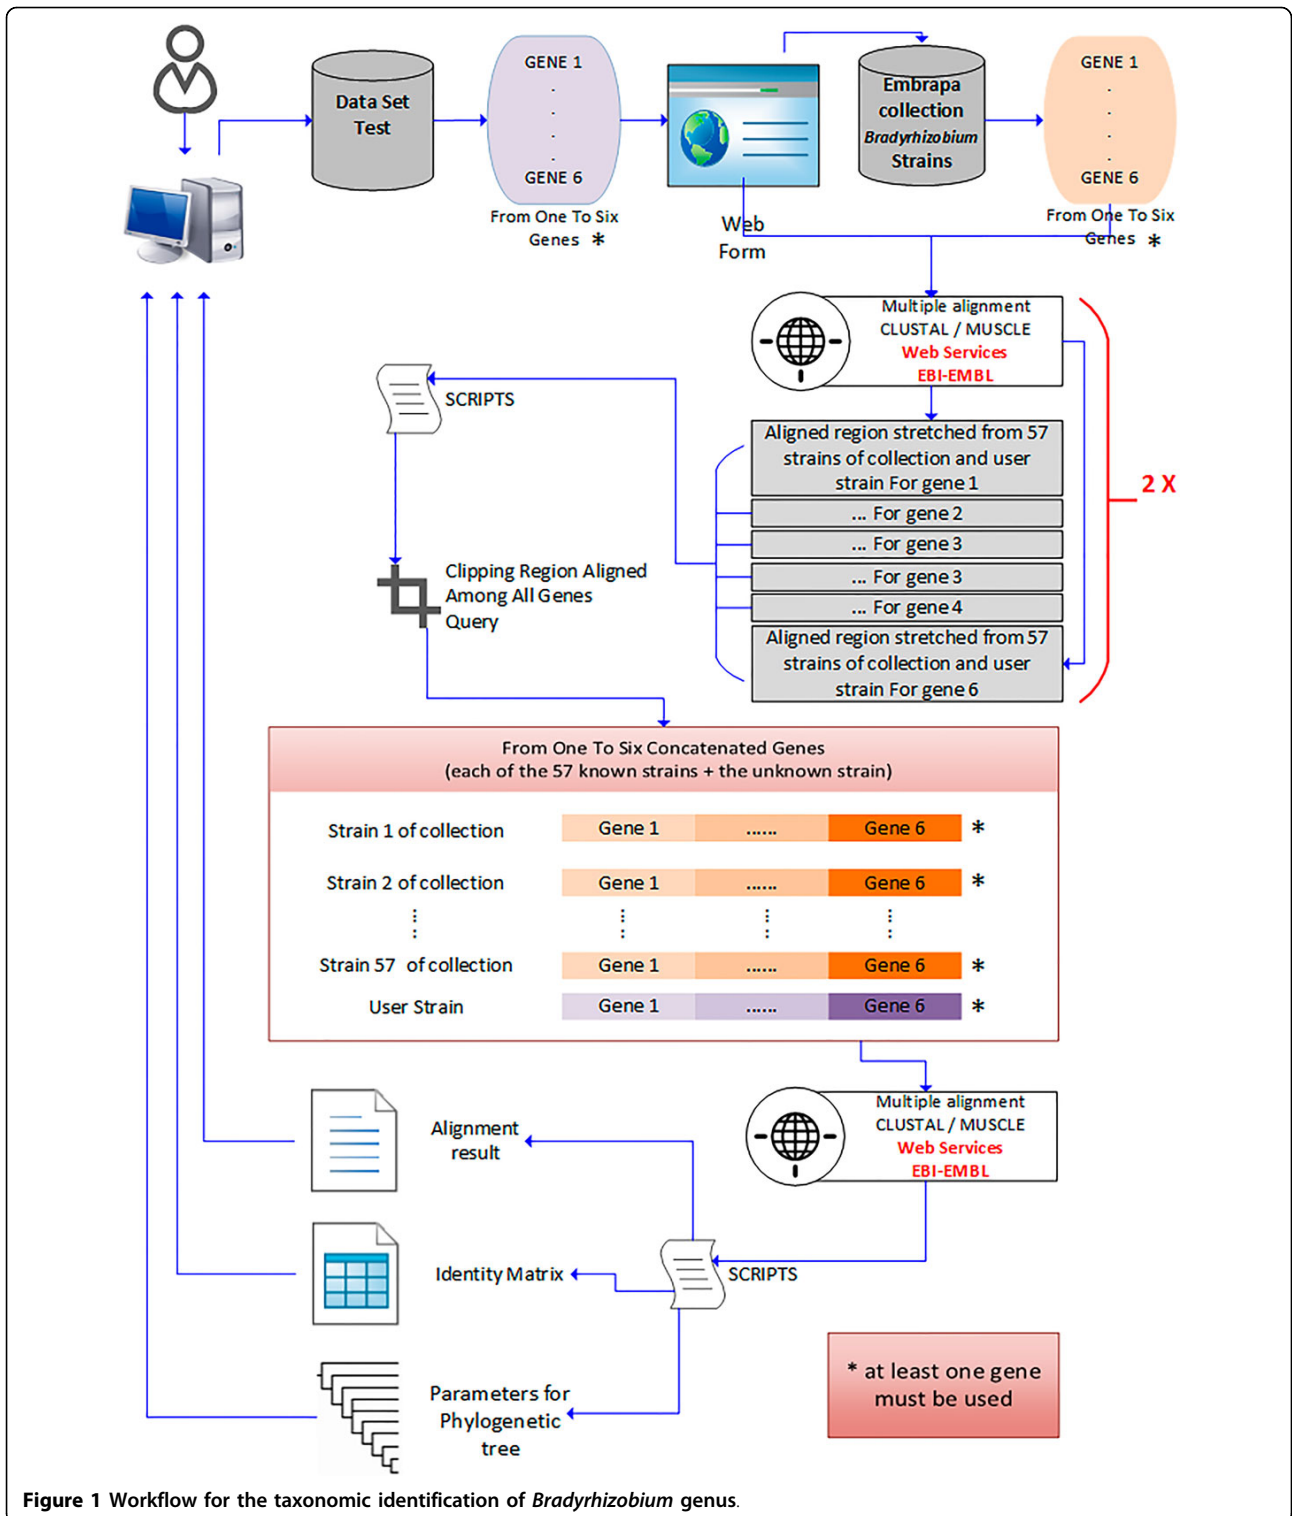 Data Set
Test
GENE 1
.
.
.
.
GENE 6
From One To Six
Genes *
Web
Form
Embrapa
collection
Bradyrhizobium
Strains
GENE 1
.
.
.
.
GENE 6
From One To Six
Genes *
Multiple alignment
CLUSTAL / MUSCLE
Web Services
EBI-EMBL
Aligned region stretched from 57
strains of collection and user
strain For gene 1
... For gene 2
... For gene 3
... For gene 3
... For gene 4
Aligned region stretched from 57
strains of collection and user
strain For gene 6
2 X
SCRIPTS
Clipping Region Aligned
Among All Genes
Query
From One To Six Concatenated Genes
(each of the 57 known strains + the unknown strain)
Strain 1 of collection Gene 1 ...... Gene 6 *
Strain 2 of collection Gene 1 ...... Gene 6 *
Strain 57 of collection Gene 1 ...... Gene 6 *
User Strain Gene 1 ...... Gene 6 *
Multiple alignment
CLUSTAL / MUSCLE
Web Services
EBI-EMBL
SCRIPTS
Alignment
result
Identity Matrix
Parameters for
Phylogenetic
tree
* at least one gene
must be used
Figure 1 Workflow for the taxonomic identification of Bradyrhizobium genus.